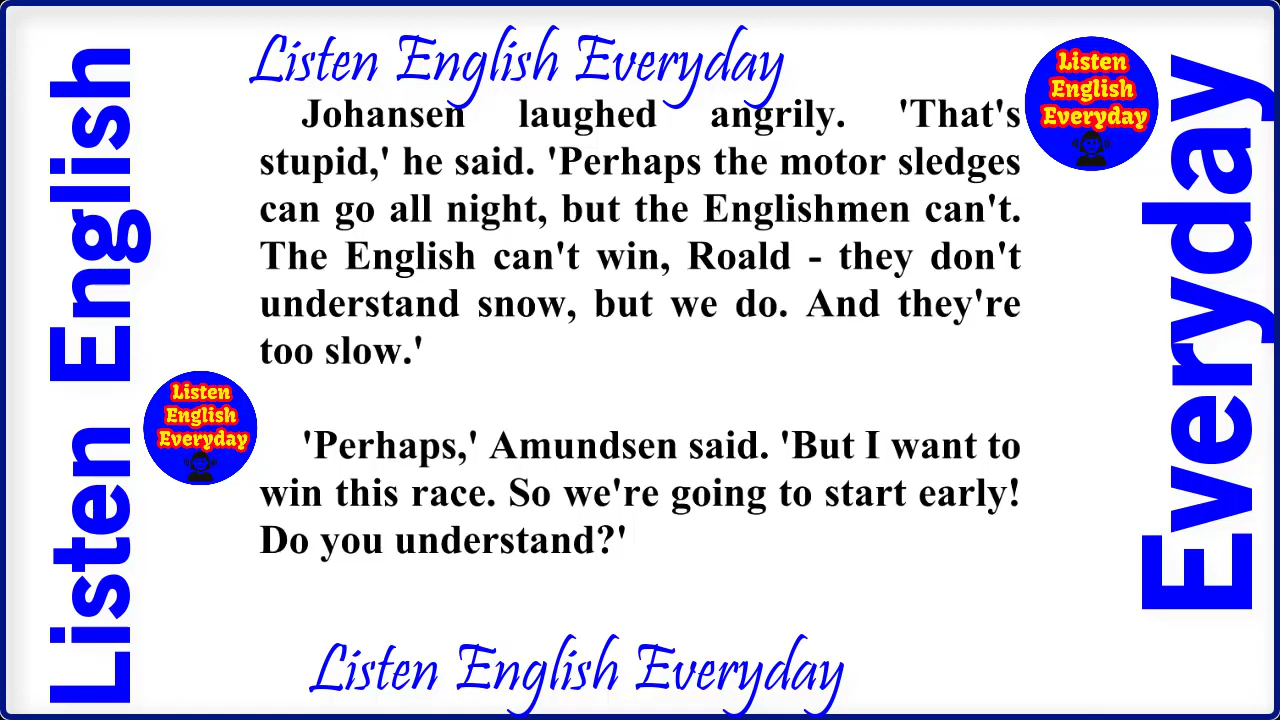 Listen English Everyday
Listen English
Everyday
Listen
English
Everyday
Johansen laughed angrily. 'That's
stupid,' he said. 'Perhaps the motor sledges
can go all night, but the Englishmen can't.
The English can't win, Roald - they don't
understand snow, but we do. And they're
too slow.'
Listen
English
Everyday
'Perhaps,' Amundsen said. 'But I want to
win this race. So we're going to start early!
Do you understand?'
Listen English Everyday